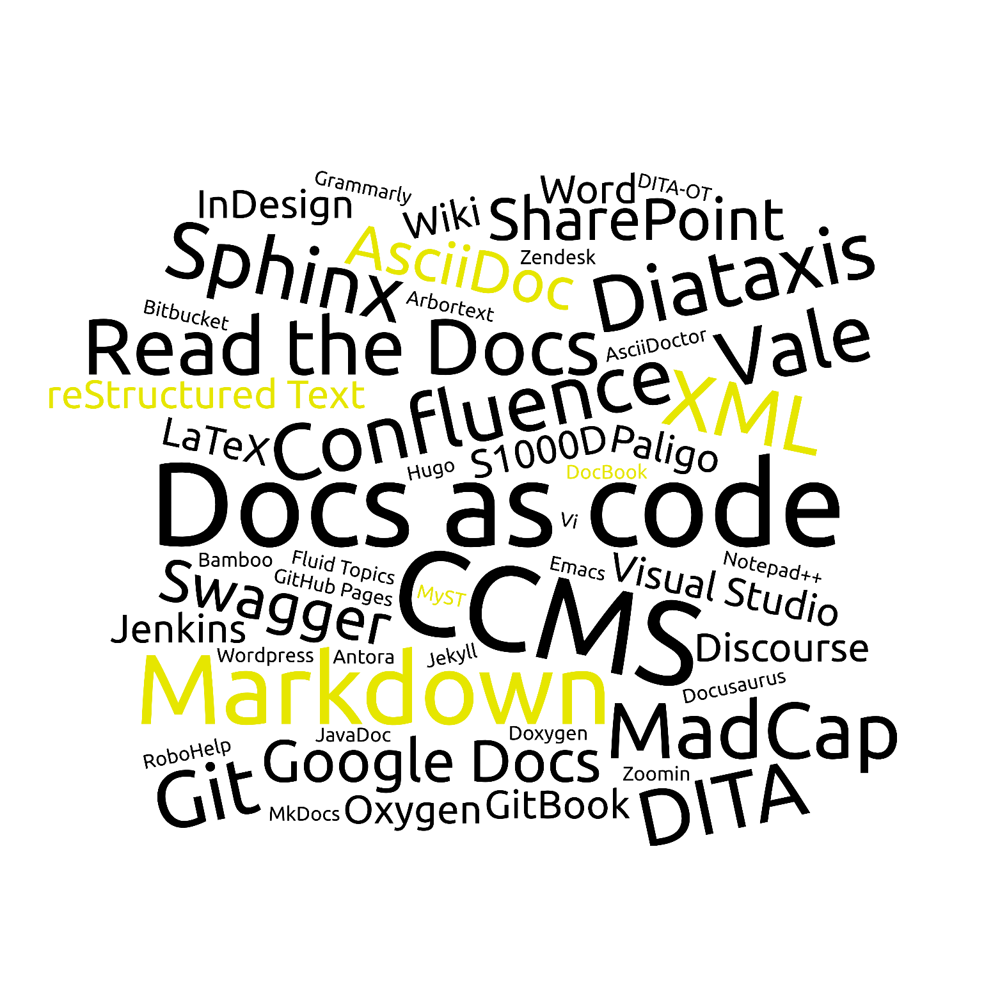 Grammarly
Word
DITA-OT
InDesign
Wiki
SharePoint
Sphinx
AsciiDoc
Zendesk
Diataxis
Bitbucket
Arbortext
Read the Docs
AsciiDoctor
Vale
reStructured Text
Confluence
XML
LaTeX
Hugo
S1000D
Paligo
DocBook
Docs as code
Vi
Bamboo
Fluid Topics
GitHub Pages
Swagger
MyST
CCMS
Emacs
Visual Studio
Notepad++
Jenkins
Discourse
Wordpress
Antora
Jekyll
Markdown
Docusaurus
MadCap
JavaDoc
Doxygen
RoboHelp
Git
Google Docs
Zoomin
DITA
MkDocs
Oxygen
GitBook